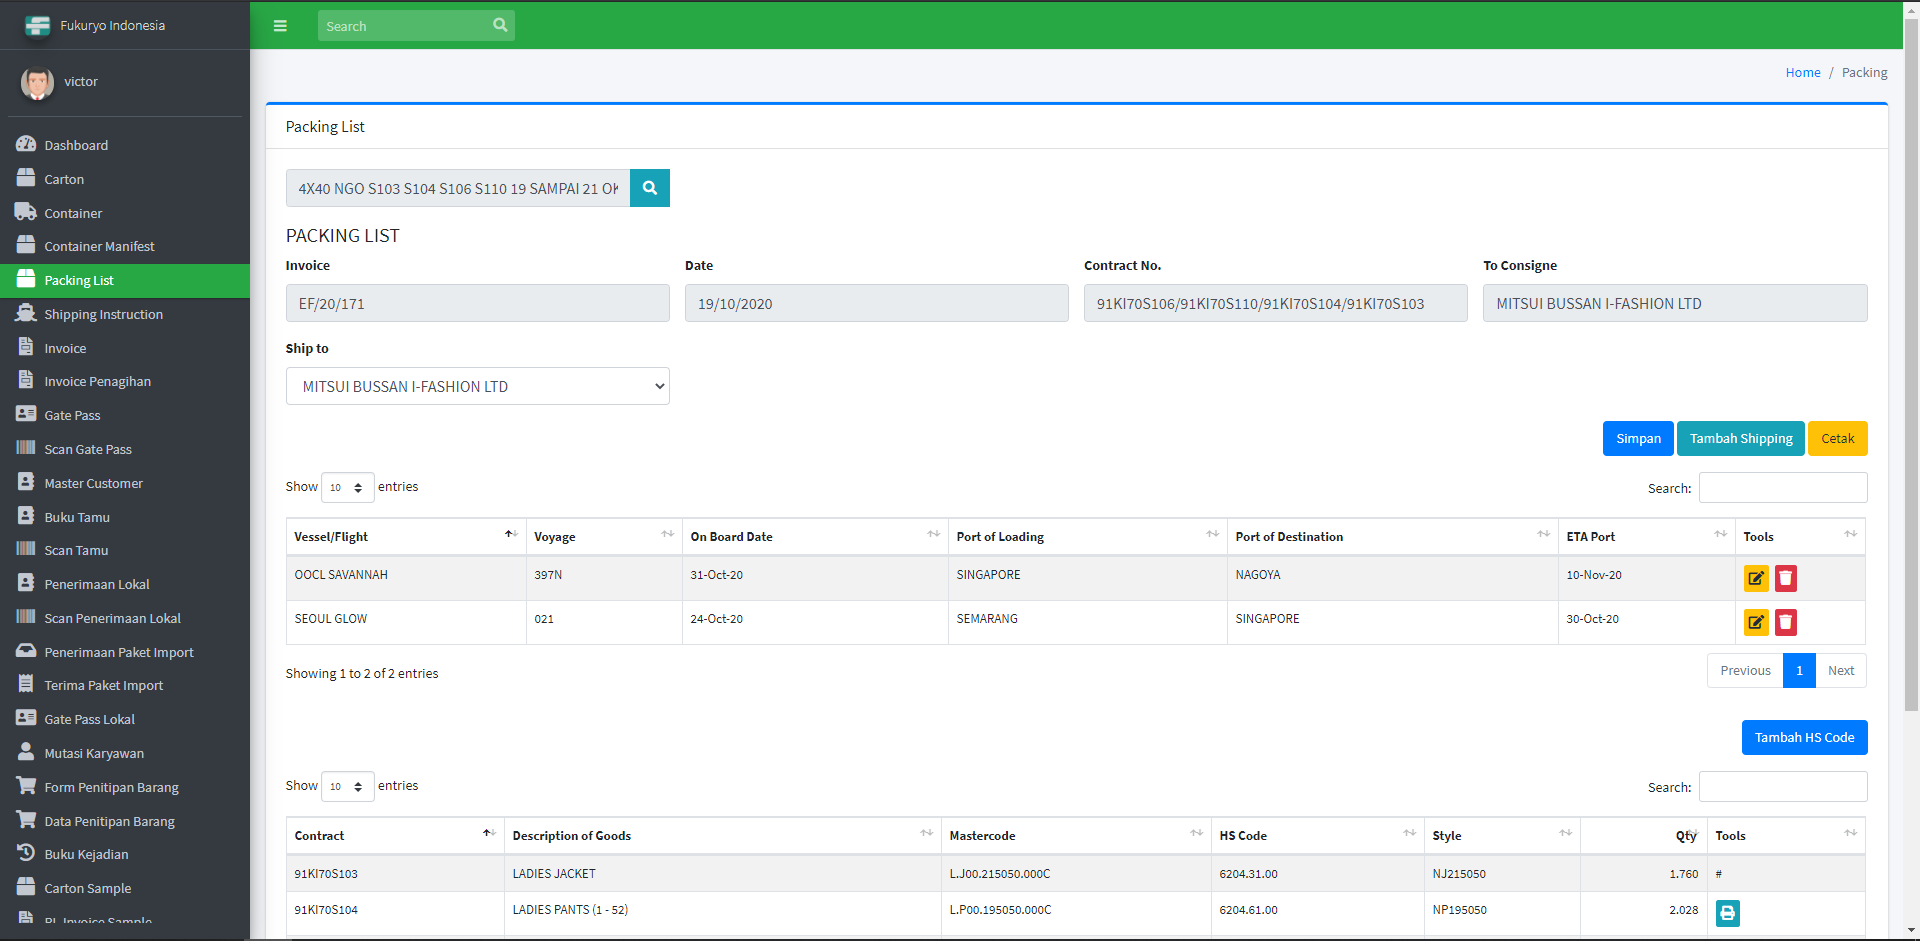 Fukuryo Indonesia
Search
victor
Home / Packing
Dashboard
Carton
Container
Container Manifest
Packing List
Shipping Instruction
Invoice
Invoice Penagihan
Gate Pass
Scan Gate Pass
Master Customer
Buku Tamu
Scan Tamu
Penerimaan Lokal
Scan Penerimaan Lokal
Penerimaan Paket Import
Terima Paket Import
Gate Pass Lokal
Mutasi Karyawan
Form Penitipan Barang
Data Penitipan Barang
Buku Kejadian
Carton Sample
PL Invoice Sample
Packing List
4X40 NGO S103 S104 S106 S110 19 SAMPAI 21 OK
PACKING LIST
Invoice Date Contract No. To Consigne
EF/20/171 19/10/2020 91KI70S106/91KI70S110/91KI70S104/91KI70S103 MITSUI BUSSAN I-FASHION LTD
Ship to
MITSUI BUSSAN I-FASHION LTD
Simpan Tambah Shipping Cetak
Show 10 entries Search:
Vessel/Flight Voyage On Board Date Port of Loading Port of Destination ETA Port Tools
OOCL SAVANNAH 397N 31-Oct-20 SINGAPORE NAGOYA 10-Nov-20
SEOUL GLOW 021 24-Oct-20 SEMARANG SINGAPORE 30-Oct-20
Showing 1 to 2 of 2 entries Previous 1 Next
Tambah HS Code
Show 10 entries Search:
Contract Description of Goods Mastercode HS Code Style Qty Tools
91KI70S103 LADIES JACKET L.J00.215050.000C 6204.31.00 NJ215050 1.760 #
91KI70S104 LADIES PANTS (1 - 52) L.P00.195050.000C 6204.61.00 NP195050 2.028